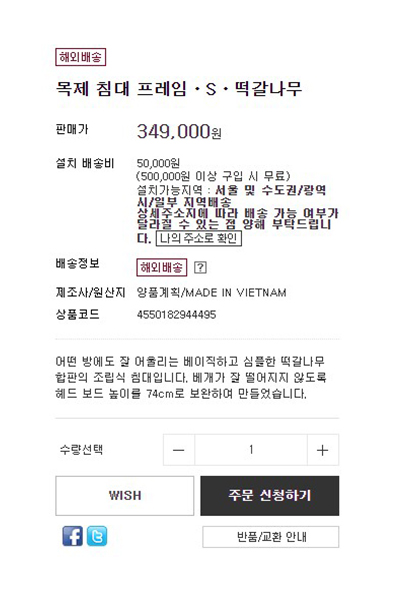 해외배송
목제 침대 프레임・S・떡갈나무
판매가 349,000원
설치 배송비 50,000원
(500,000원 이상 구입 시 무료)
설치가능지역 : 서울 및 수도권/광역
시/일부 지역배송
상세주소지에 따라 배송 가능 여부가
달라질 수 있는 점 양해 부탁드립니
다. 나의 주소로 확인
배송정보 해외배송 ?
제조사/원산지 양품계획/MADE IN VIETNAM
상품코드 4550182944495
어떤 방에도 잘 어울리는 베이직하고 심플한 떡갈나무
합판의 조립식 침대입니다. 베개가 잘 떨어지지 않도록
헤드 보드 높이를 74cm로 보완하여 만들었습니다.
수량선택 − 1 +
WISH 주문 신청하기
반품/교환 안내